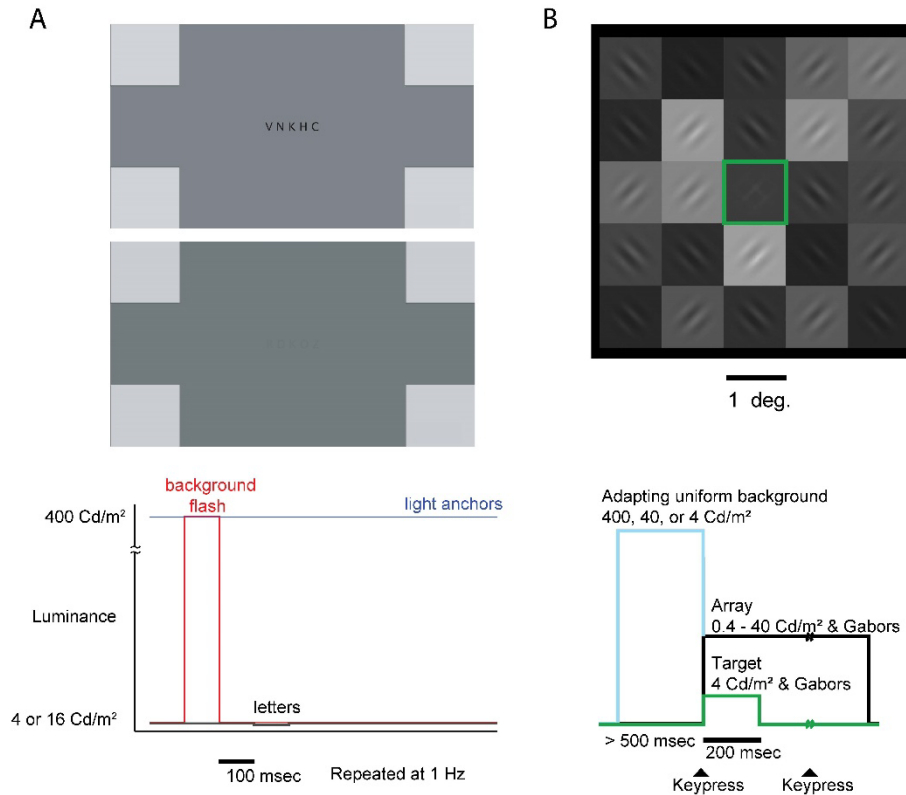 A
VNKHC
background
flash
light anchors
400 Cd/m²
Luminance
letters
4 or 16 Cd/m²
100 msec
Repeated at 1 Hz
B
1 deg.
Adapting uniform background
400, 40, or 4 Cd/m²
Array
0.4 - 40 Cd/m² & Gabors
Target
4 Cd/m² & Gabors
> 500 msec
200 msec
Keypress
Keypress